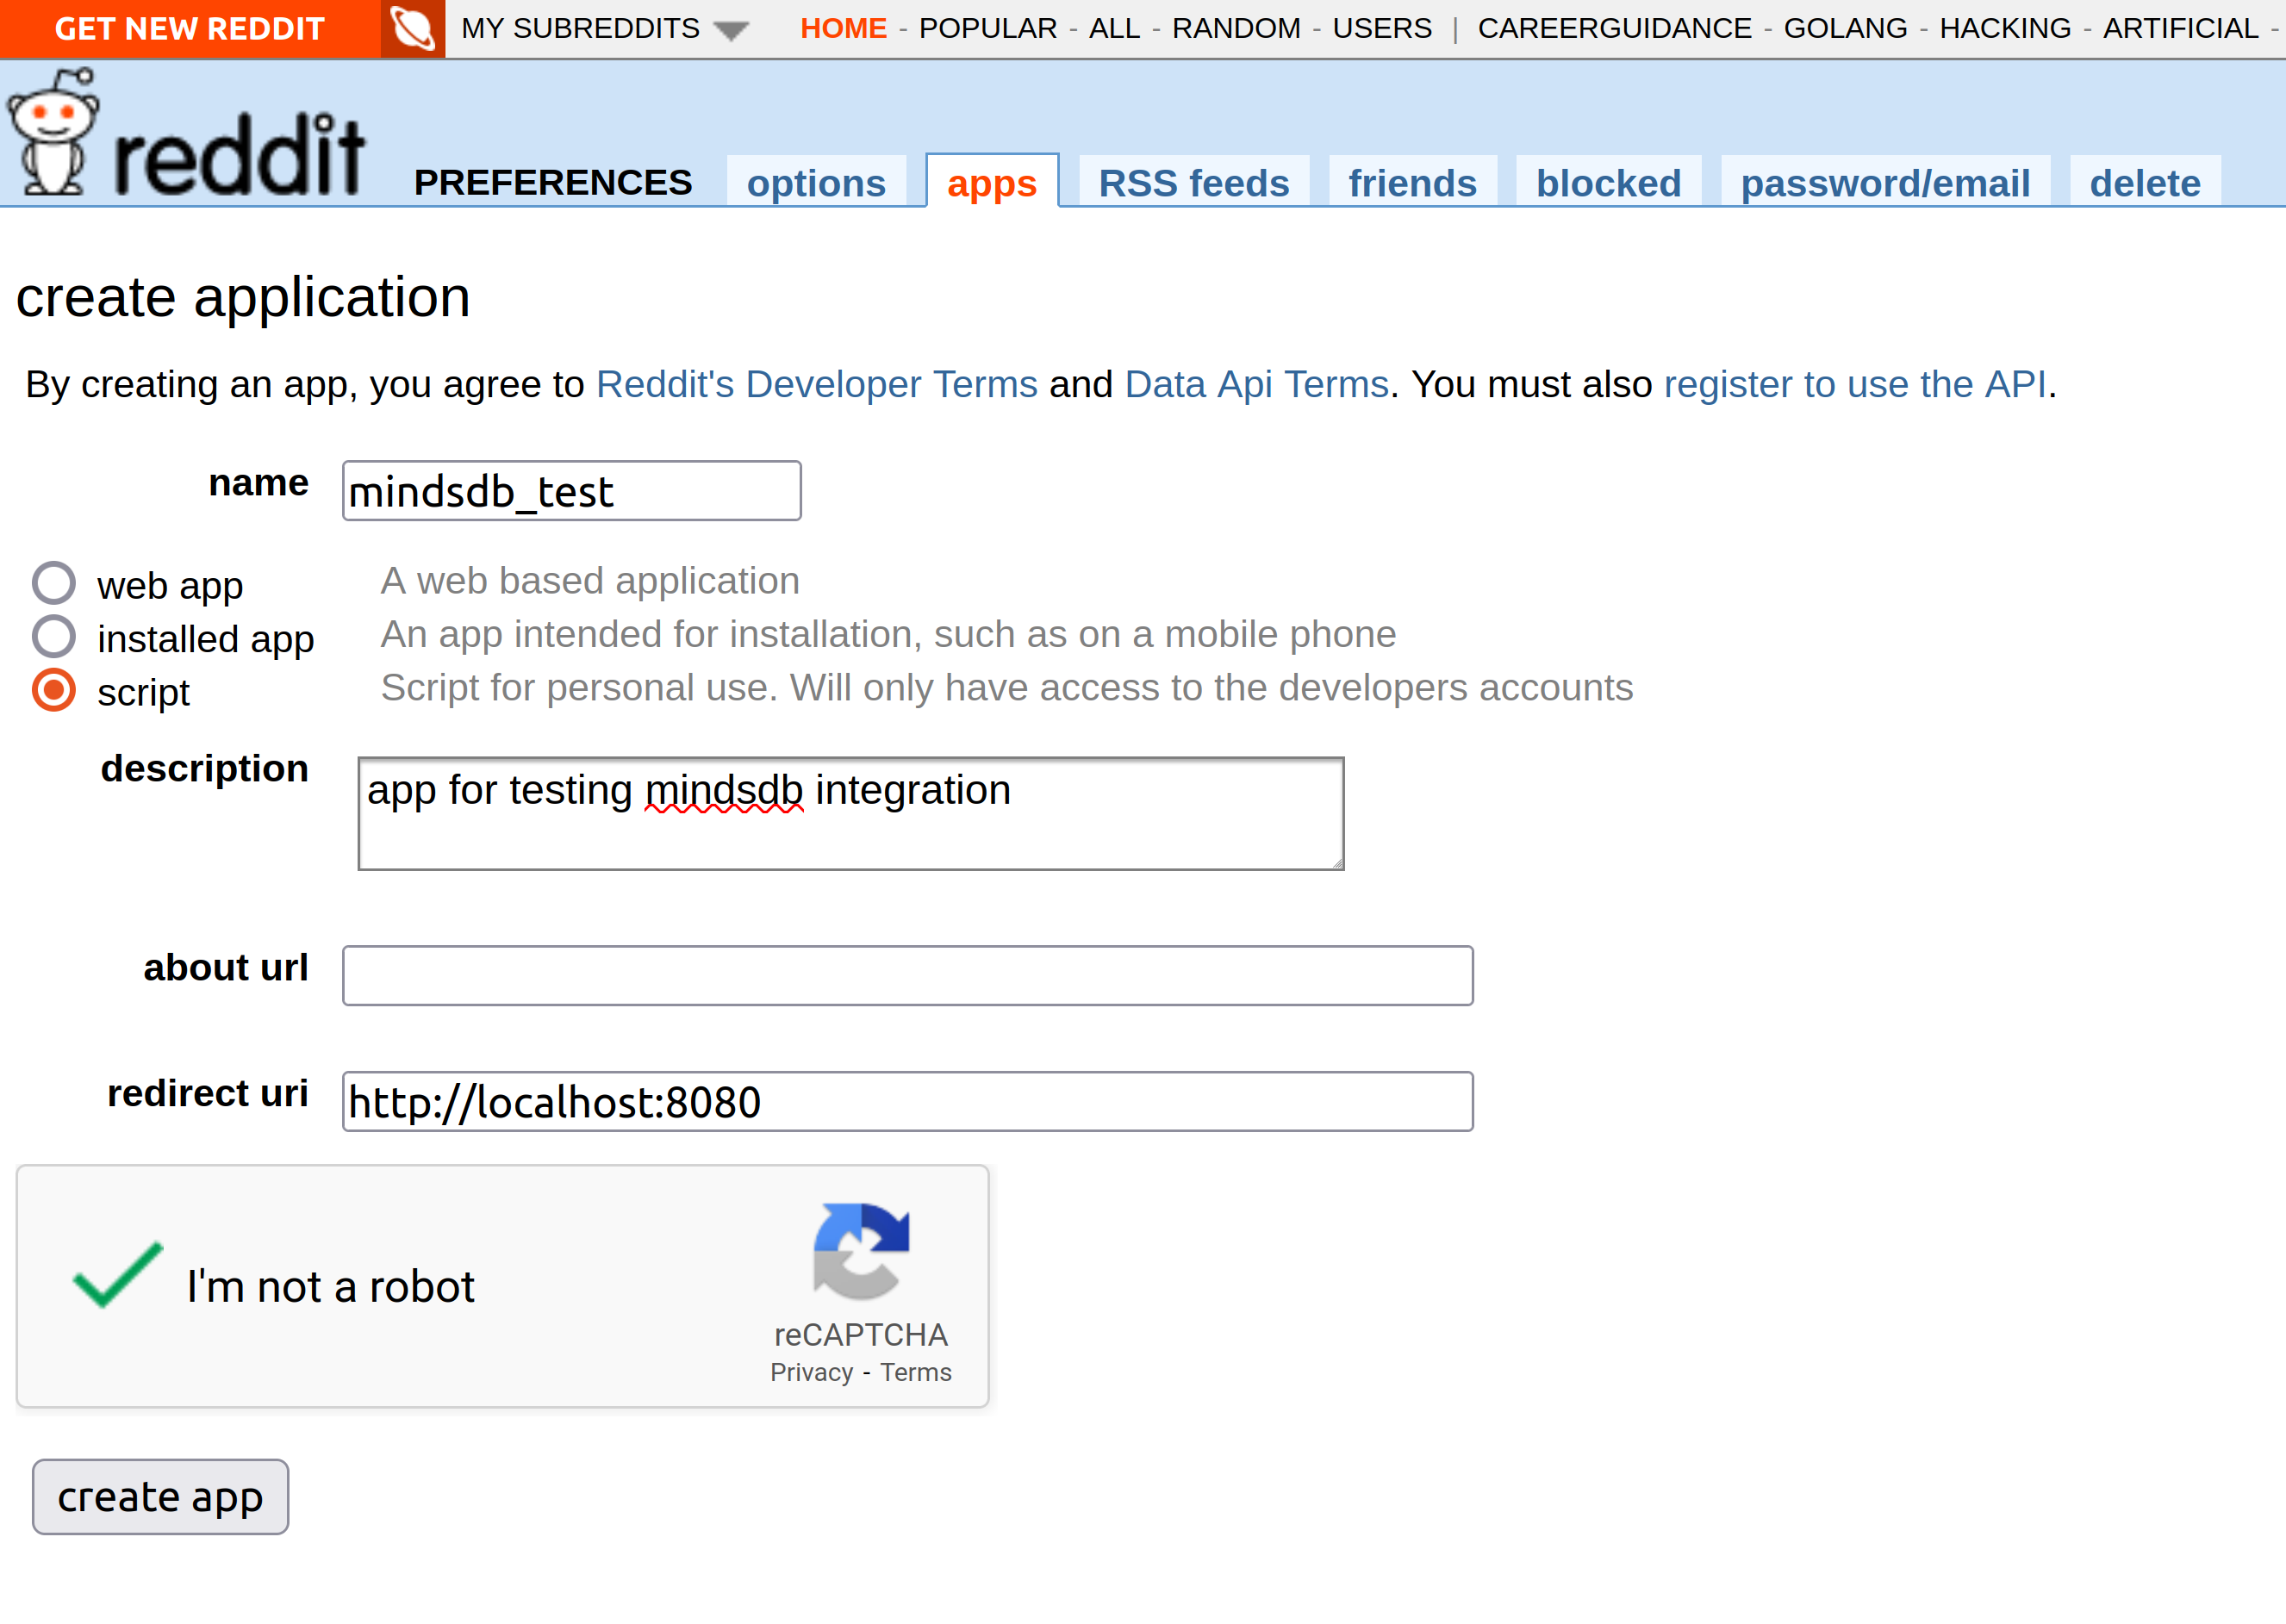 GET NEW REDDIT MY SUBREDDITS HOME - POPULAR - ALL - RANDOM - USERS | CAREERGUIDANCE - GOLANG - HACKING - ARTIFICIAL -
reddit PREFERENCES options apps RSS feeds friends blocked password/email delete
create application
By creating an app, you agree to Reddit's Developer Terms and Data Api Terms. You must also register to use the API.
name mindsdb_test
web app A web based application
installed app An app intended for installation, such as on a mobile phone
script Script for personal use. Will only have access to the developers accounts
description app for testing mindsdb integration
about url
redirect uri http://localhost:8080
I'm not a robot
reCAPTCHA
Privacy - Terms
create app